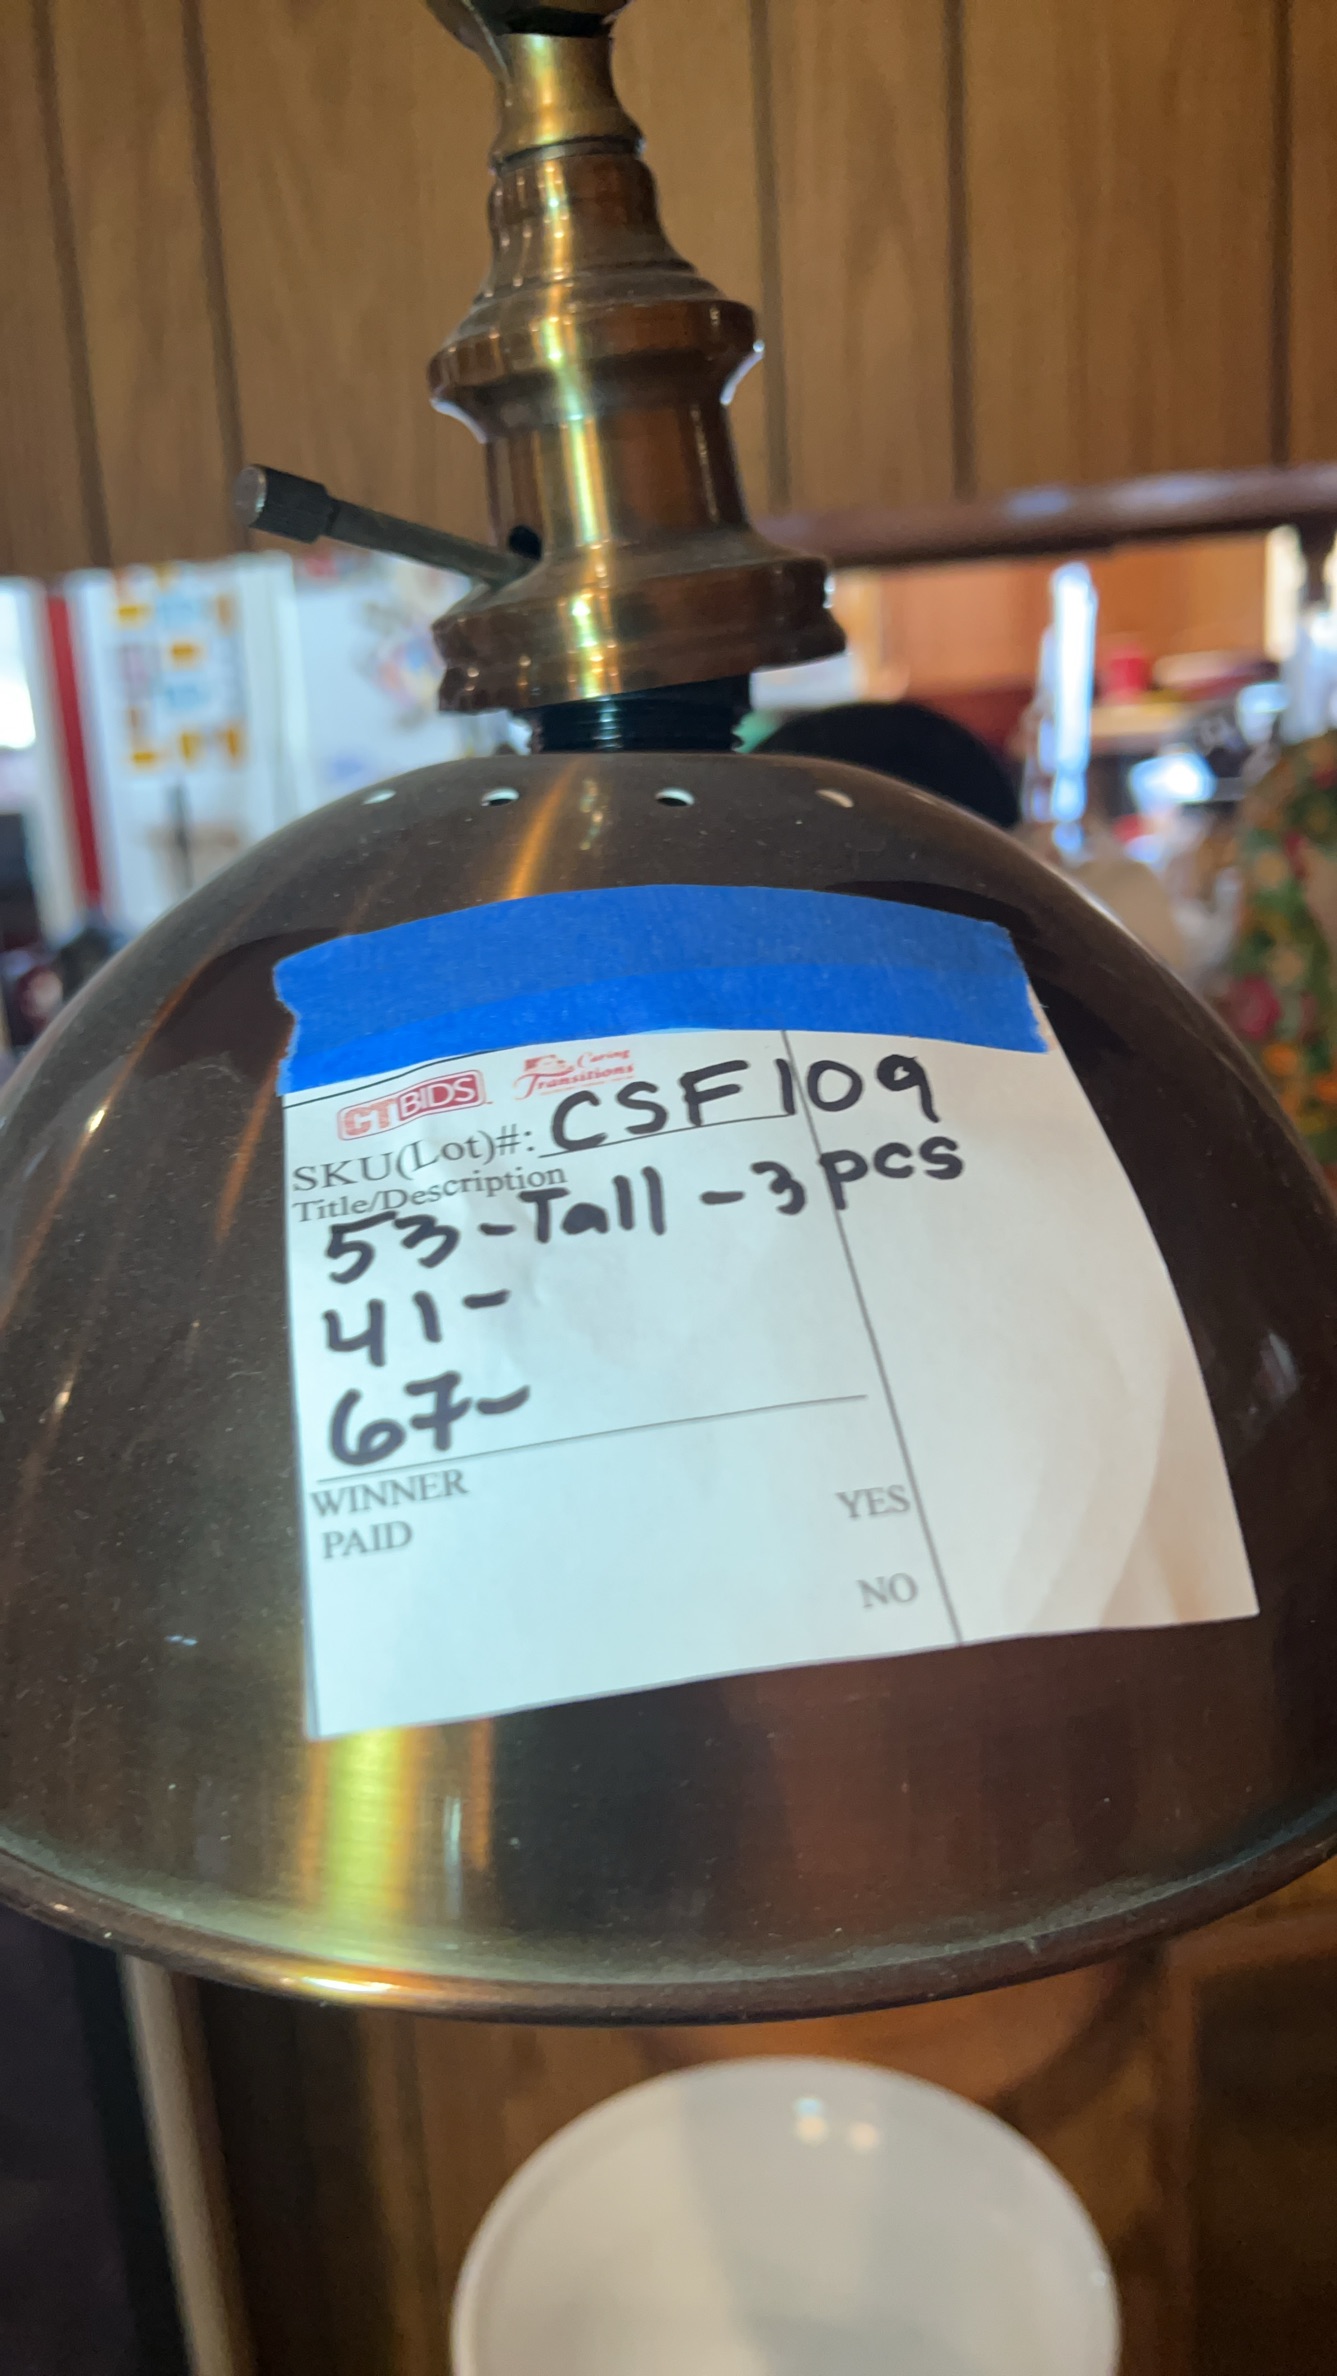 CTBIDS Caring Transitions
SKU(Lot)#: CSF109
Title/Description
53-Tall - 3pcs
41-
67-
WINNER
PAID
YES
NO